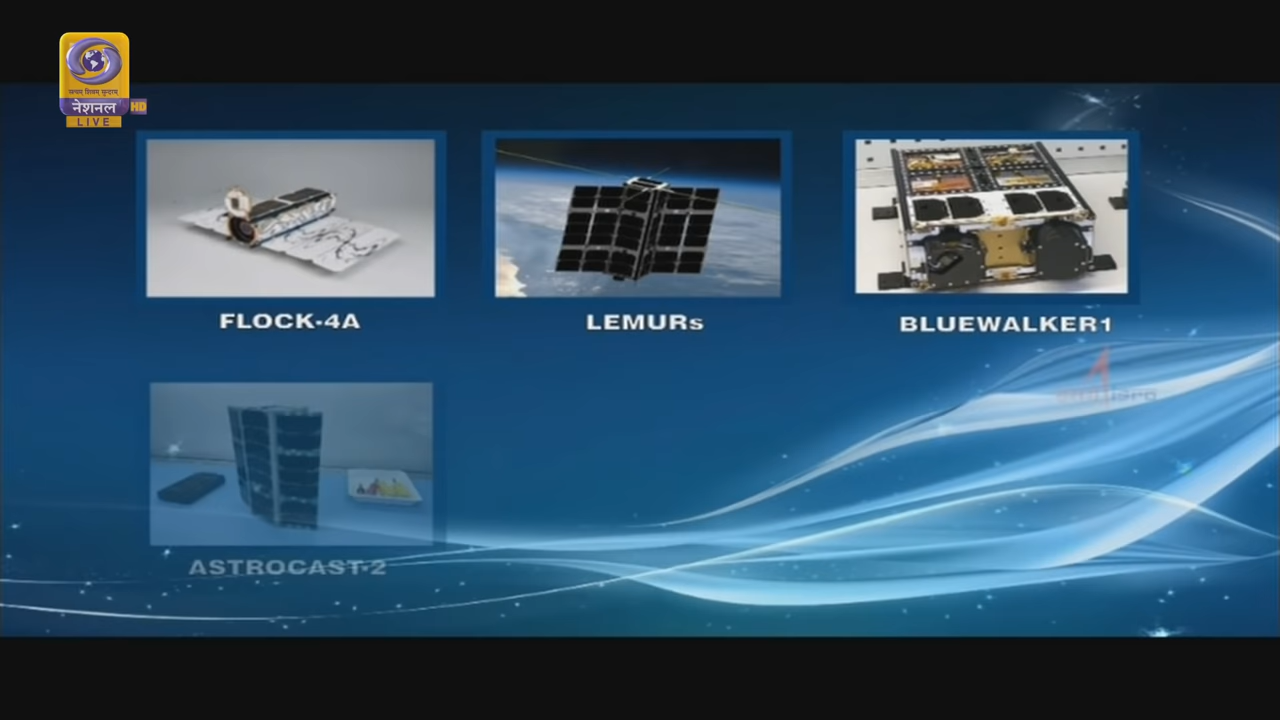 सत्यम् शिवम् सुन्दरम्
नेशनल HD
LIVE
FLOCK-4A
LEMURs
BLUEWALKER1
ASTROCAST-2